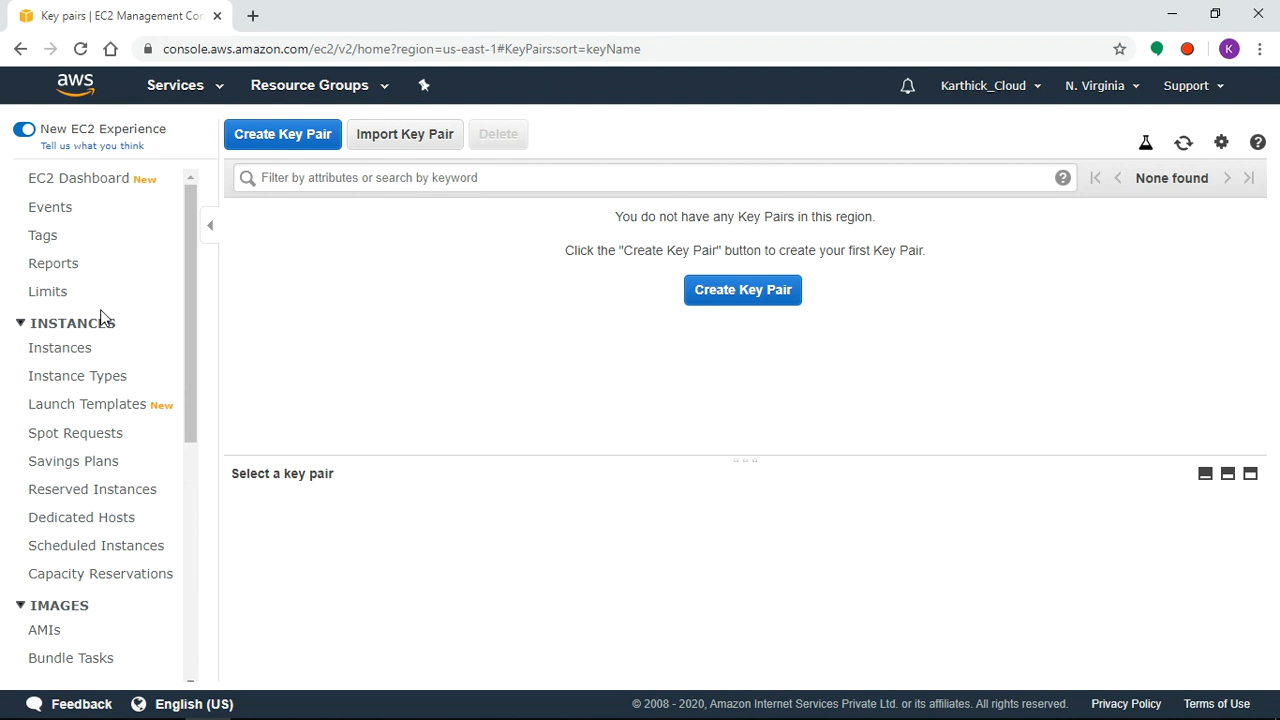 Key pairs | EC2 Management Con
console.aws.amazon.com/ec2/v2/home?region=us-east-1#KeyPairs:sort=keyName
K
aws
Services
Resource Groups
Karthick_Cloud
N. Virginia
Support
New EC2 Experience
Tell us what you think
Create Key Pair
Import Key Pair
Delete
EC2 Dashboard New
Filter by attributes or search by keyword
None found
Events
You do not have any Key Pairs in this region.
Tags
Click the "Create Key Pair" button to create your first Key Pair.
Reports
Create Key Pair
Limits
INSTANCES
Instances
Instance Types
Launch Templates New
Spot Requests
Savings Plans
Select a key pair
Reserved Instances
Dedicated Hosts
Scheduled Instances
Capacity Reservations
IMAGES
AMIs
Bundle Tasks
Feedback
English (US)
© 2008 - 2020, Amazon Internet Services Private Ltd. or its affiliates. All rights reserved.
Privacy Policy
Terms of Use